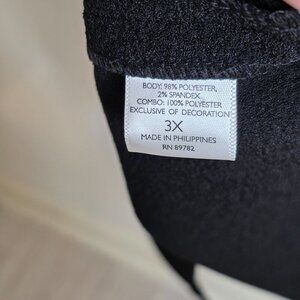 BODY: 98% POLYESTER,
2% SPANDEX
COMBO: 100% POLYESTER
EXCLUSIVE OF DECORATION
3X
MADE IN PHILIPPINES
RN 89782